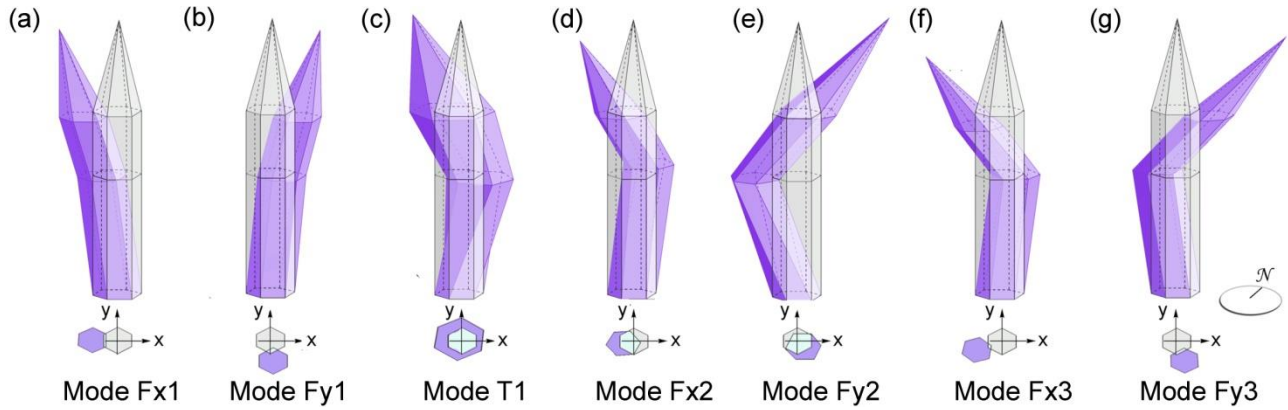 (a) (b) (c) (d) (e) (f) (g)
N
y y y y y y y
x x x x x x x
Mode Fx1 Mode Fy1 Mode T1 Mode Fx2 Mode Fy2 Mode Fx3 Mode Fy3